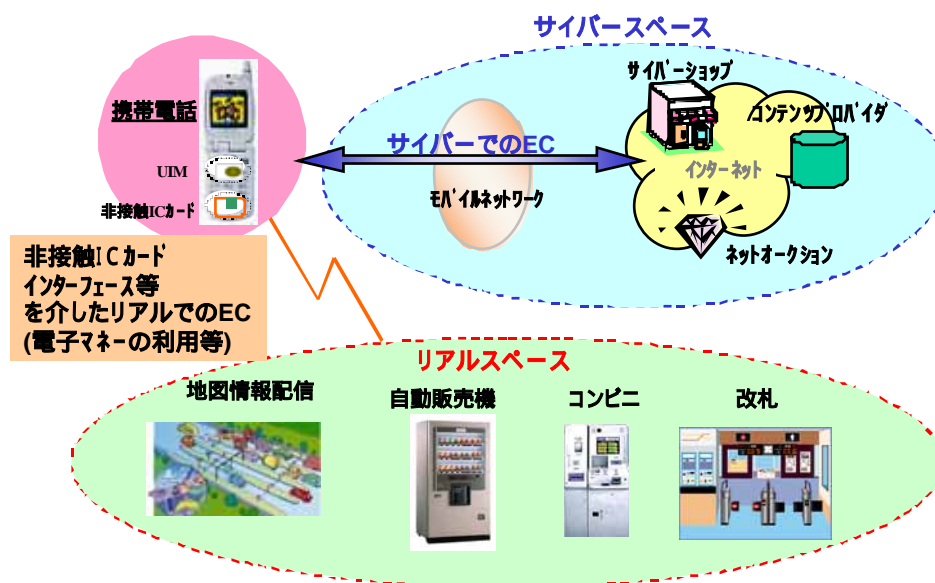 サイバースペース
サイバーショップ
コンテンツプロバイダ
携帯電話
サイバーでのEC
インターネット
UIM
モバイルネットワーク
非接触ICカード
ネットオークション
非接触ICカード
インターフェース等
を介したリアルでのEC
(電子マネーの利用等)
リアルスペース
地図情報配信
自動販売機
コンビニ
改札